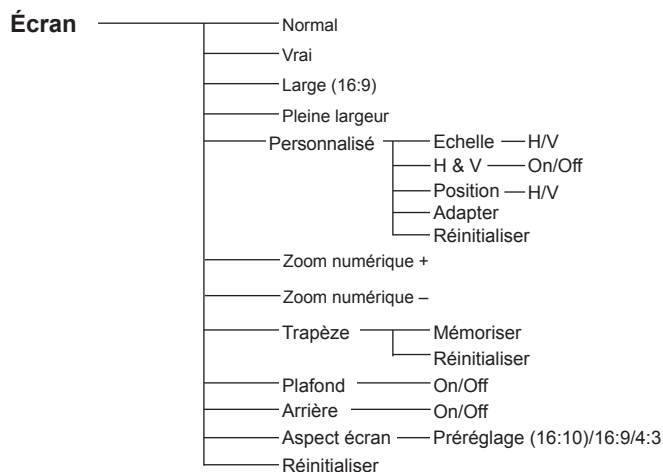 Écran
Normal
Vrai
Large (16:9)
Pleine largeur
Personnalisé
Echelle
H/V
H & V
On/Off
Position
H/V
Adapter
Réinitialiser
Zoom numérique +
Zoom numérique –
Trapèze
Mémoriser
Réinitialiser
Plafond
On/Off
Arrière
On/Off
Aspect écran
Préréglage (16:10)/16:9/4:3
Réinitialiser